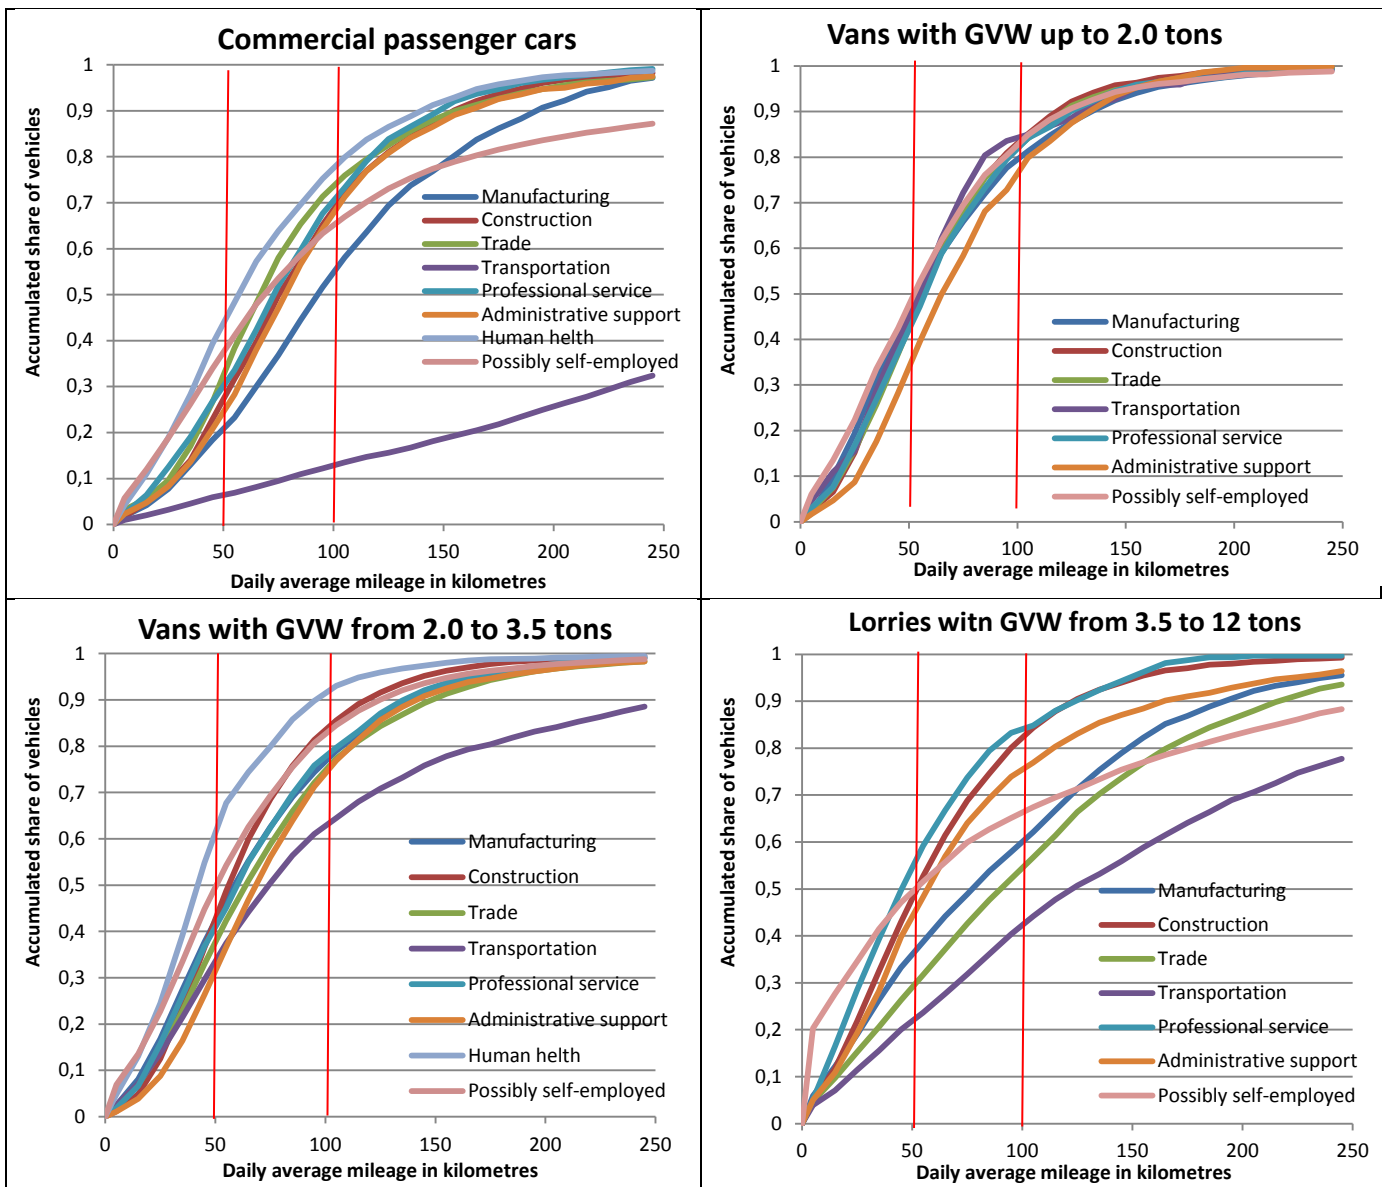 Commercial passenger cars
Accumulated share of vehicles
1
0,9
0,8
0,7
0,6
0,5
0,4
0,3
0,2
0,1
0
Manufacturing
Construction
Trade
Transportation
Professional service
Administrative support
Human helth
Possibly self-employed
0 50 100 150 200 250
Daily average mileage in kilometres
Vans with GVW up to 2.0 tons
Accumulated share of vehicles
1
0,9
0,8
0,7
0,6
0,5
0,4
0,3
0,2
0,1
0
Manufacturing
Construction
Trade
Transportation
Professional service
Administrative support
Possibly self-employed
0 50 100 150 200 250
Daily average mileage in kilometres
Vans with GVW from 2.0 to 3.5 tons
Accumulated share of vehicles
1
0,9
0,8
0,7
0,6
0,5
0,4
0,3
0,2
0,1
0
Manufacturing
Construction
Trade
Transportation
Professional service
Administrative support
Human helth
Possibly self-employed
0 50 100 150 200 250
Daily average mileage in kilometres
Lorries witn GVW from 3.5 to 12 tons
Accumulated share of vehicles
1
0,9
0,8
0,7
0,6
0,5
0,4
0,3
0,2
0,1
0
Manufacturing
Construction
Trade
Transportation
Professional service
Administrative support
Possibly self-employed
0 50 100 150 200 250
Daily average mileage in kilometres